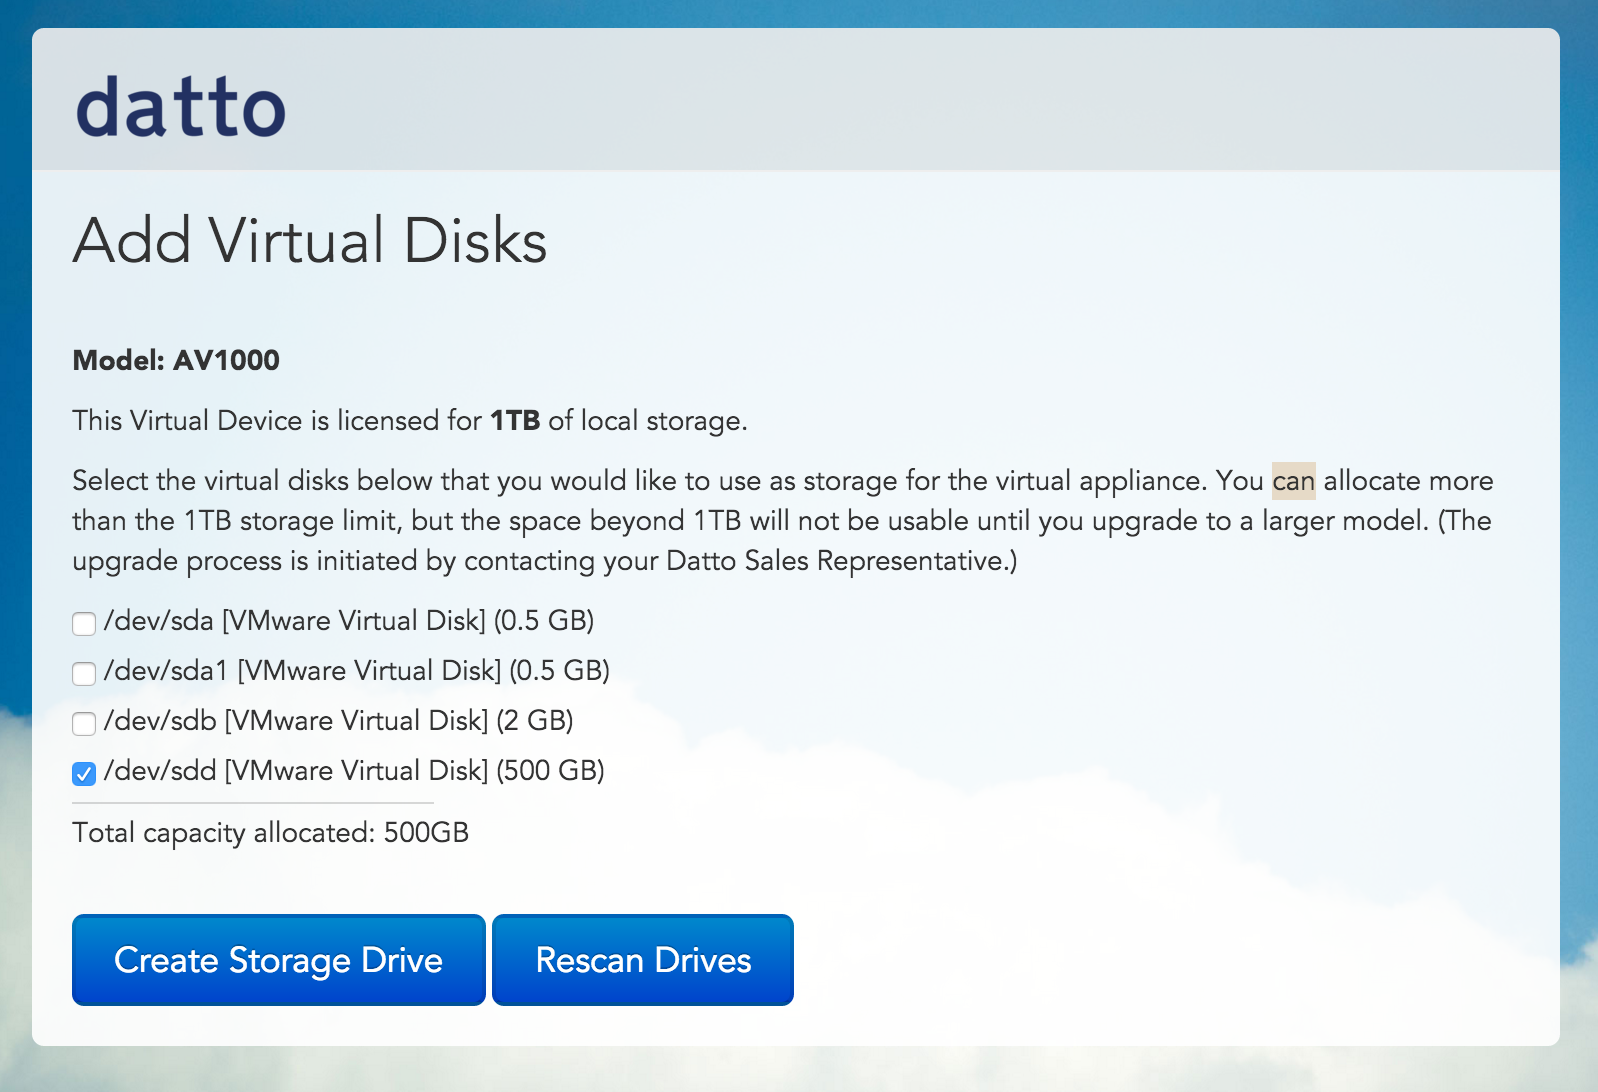 datto
Add Virtual Disks
Model: AV1000
This Virtual Device is licensed for 1TB of local storage.
Select the virtual disks below that you would like to use as storage for the virtual appliance. You can allocate more
than the 1TB storage limit, but the space beyond 1TB will not be usable until you upgrade to a larger model. (The
upgrade process is initiated by contacting your Datto Sales Representative.)
/dev/sda [VMware Virtual Disk] (0.5 GB)
/dev/sda1 [VMware Virtual Disk] (0.5 GB)
/dev/sdb [VMware Virtual Disk] (2 GB)
/dev/sdd [VMware Virtual Disk] (500 GB)
Total capacity allocated: 500GB
Create Storage Drive
Rescan Drives